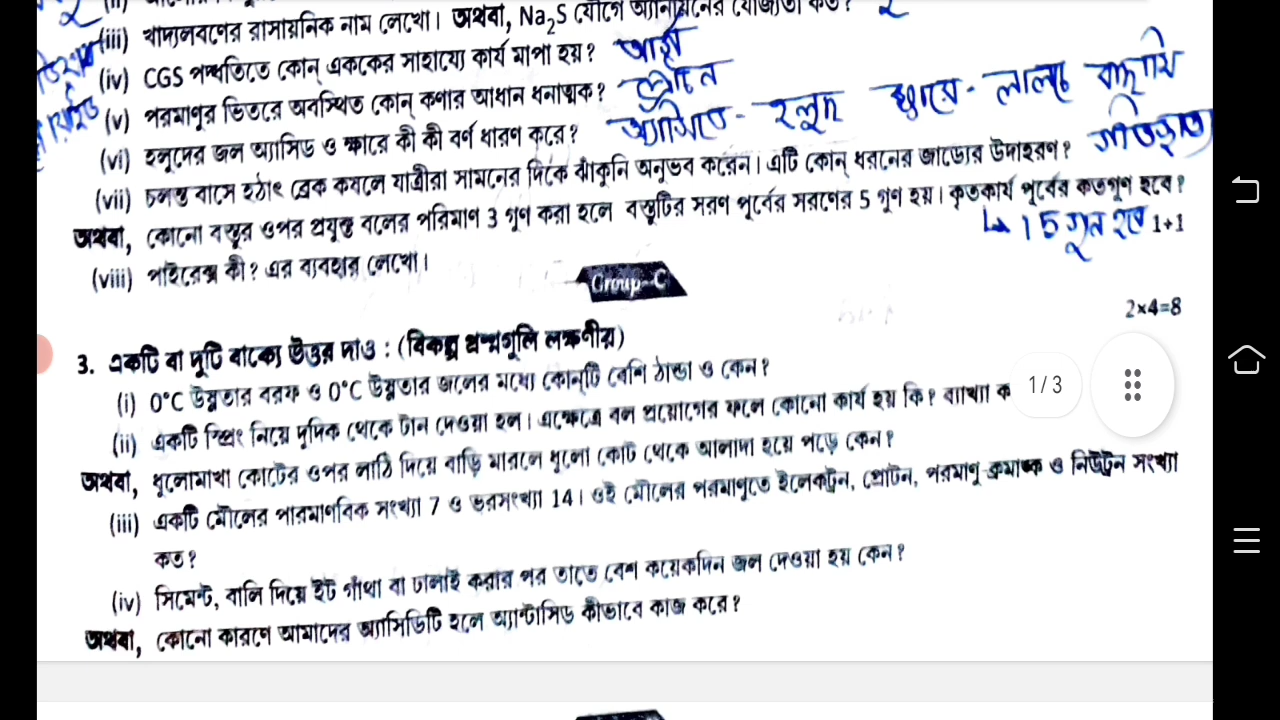 (iii) খাদ্যলবণের রাসায়নিক নাম লেখো। অথবা, Na₂S যৌগে অ্যানায়নের যোজ্যতা কত? 2
(iv) CGS পদ্ধতিতে কোন্ এককের সাহায্যে কার্য মাপা হয়? আর্গ
(v) পরমাণুর ভিতরে অবস্থিত কোন্ কণার আধান ধনাত্মক? প্রোটন
(vi) হলুদের জল অ্যাসিড ও ক্ষারে কী কী বর্ণ ধারণ করে? অ্যাসিডে - হলুদ ক্ষারে - লালচে বাদামি
(vii) চলন্ত বাসে হঠাৎ ব্রেক কষলে যাত্রীরা সামনের দিকে ঝাঁকুনি অনুভব করেন। এটি কোন্ ধরনের জাড্যের উদাহরণ? গতিজাড্য
অথবা, কোনো বস্তুর ওপর প্রযুক্ত বলের পরিমাণ 3 গুণ করা হলে বস্তুটির সরণ পূর্বের সরণের 5 গুণ হয়। কৃতকার্য পূর্বের কতগুণ হবে?
↳ 15 গুন হবে
(viii) পাইরেক্স কী? এর ব্যবহার লেখো। 1+1
Group-C
3. একটি বা দুটি বাক্যে উত্তর দাও : (বিকল্প প্রশ্নগুলি লক্ষণীয়) 2×4=8
(i) 0°C উষ্ণতার বরফ ও 0°C উষ্ণতার জলের মধ্যে কোন্‌টি বেশি ঠান্ডা ও কেন?
(ii) একটি স্প্রিং নিয়ে দুদিক থেকে টান দেওয়া হল। এক্ষেত্রে বল প্রয়োগের ফলে কোনো কার্য হয় কি? ব্যাখ্যা ক
অথবা, ধুলোমাখা কোটের ওপর লাঠি দিয়ে বাড়ি মারলে ধুলো কোট থেকে আলাদা হয়ে পড়ে কেন?
(iii) একটি মৌলের পারমাণবিক সংখ্যা 7 ও ভরসংখ্যা 14। ওই মৌলের পরমাণুতে ইলেকট্রন, প্রোটন, পরমাণু ক্রমাঙ্ক ও নিউট্রন সংখ্যা
কত?
(iv) সিমেন্ট, বালি দিয়ে ইট গাঁথা বা ঢালাই করার পর তাতে বেশ কয়েকদিন জল দেওয়া হয় কেন?
অথবা, কোনো কারণে আমাদের অ্যাসিডিটি হলে অ্যান্টাসিড কীভাবে কাজ করে?
1/3